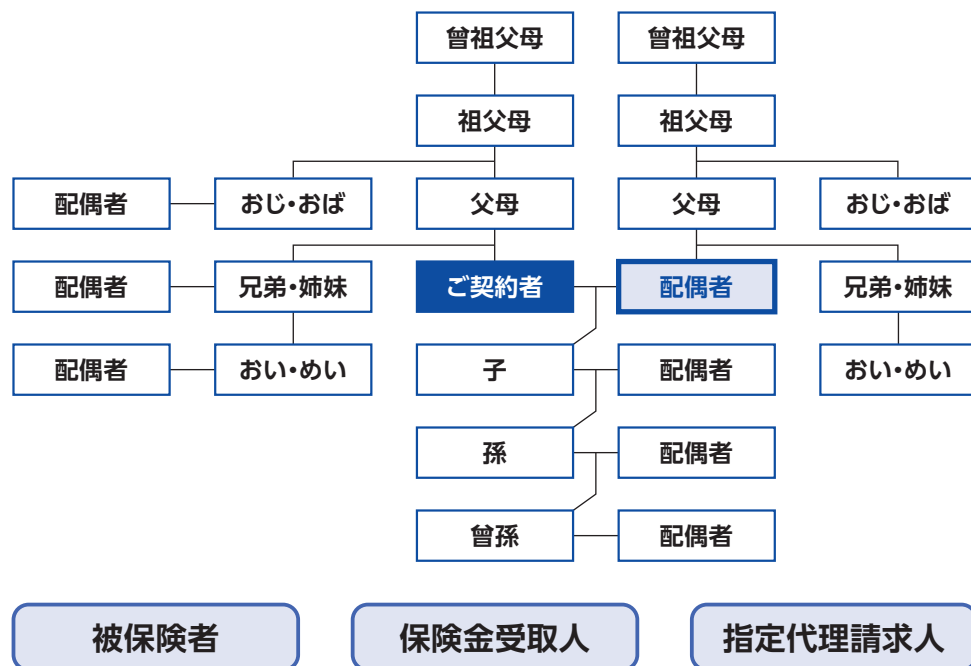 曾祖父母 曾祖父母
祖父母 祖父母
配偶者 おじ・おば 父母 父母 おじ・おば
配偶者 兄弟・姉妹 ご契約者 配偶者 兄弟・姉妹
配偶者 おい・めい 子 配偶者 おい・めい
孫 配偶者
曾孫 配偶者
被保険者 保険金受取人 指定代理請求人